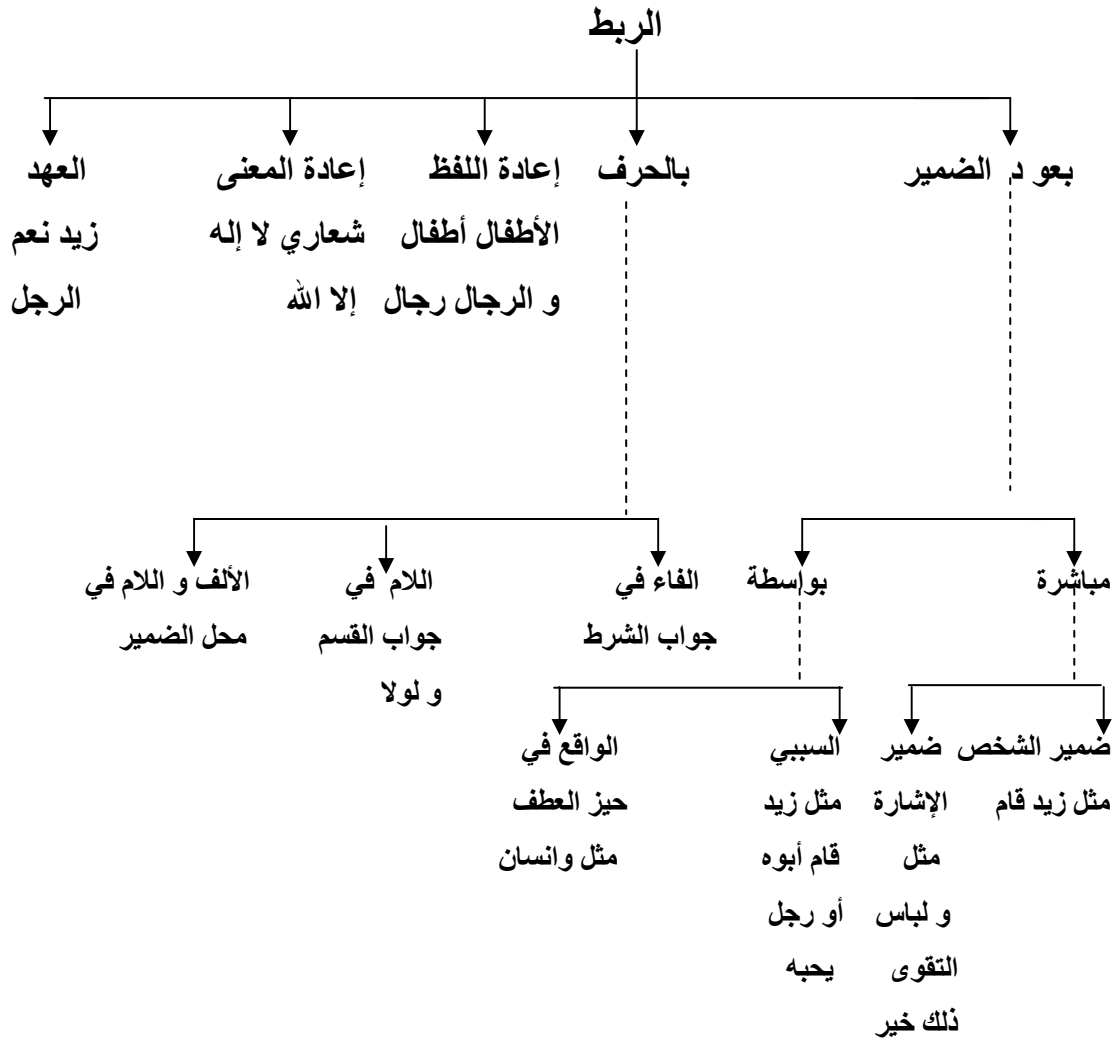 الربط
بعو د الضمير
بالحرف
إعادة اللفظ
الأطفال أطفال
و الرجال رجال
إعادة المعنى
شعاري لا إله
إلا الله
العهد
زيد نعم
الرجل
مباشرة
بواسطة
الفاء في
جواب الشرط
اللام في
جواب القسم
و لولا
الألف و اللام في
محل الضمير
ضمير الشخص
مثل زيد قام
ضمير
الإشارة
مثل
و لباس
التقوى
ذلك خير
السببي
مثل زيد
قام أبوه
أو رجل
يحبه
الواقع في
حيز العطف
مثل وانسان